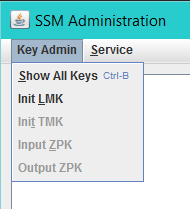 SSM Administration
Key Admin Service
Show All Keys Ctrl-B
Init LMK
Init TMK
Input ZPK
Output ZPK